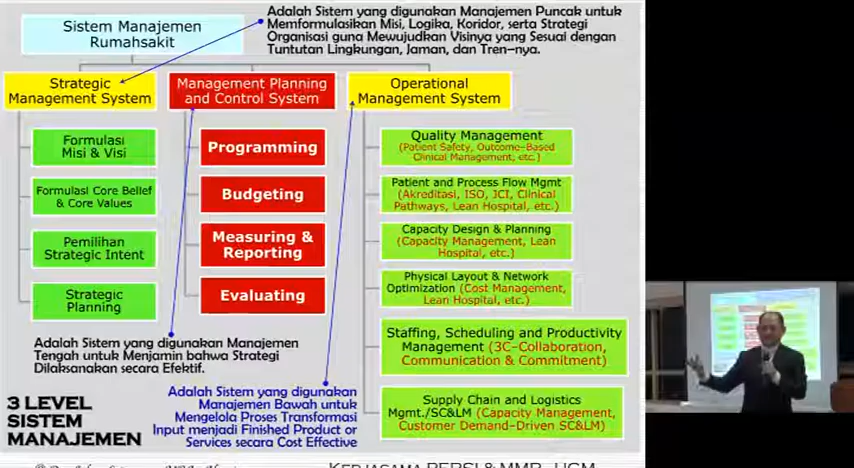 Adalah Sistem yang digunakan Manajemen Puncak untuk
Memformulasikan Misi, Logika, Koridor, serta Strategi
Organisasi guna Mewujudkan Visinya yang Sesuai dengan
Tuntutan Lingkungan, Jaman, dan Tren-nya.
Sistem Manajemen
Rumahsakit
Strategic
Management System
Management Planning
and Control System
Operational
Management System
Formulasi
Misi & Visi
Formulasi Core Belief
& Core Values
Pemilihan
Strategic Intent
Strategic
Planning
Programming
Budgeting
Measuring &
Reporting
Evaluating
Quality Management
(Patient Safety, Outcome-Based
Clinical Management, etc.)
Patient and Process Flow Mgmt
(Akreditasi, ISO, JCI, Clinical
Pathways, Lean Hospital, etc.)
Capacity Design & Planning
(Capacity Management, Lean
Hospital, etc.)
Physical Layout & Network
Optimization (Cost Management,
Lean Hospital, etc.)
Staffing, Scheduling and Productivity
Management (3C-Collaboration,
Communication & Commitment)
Supply Chain and Logistics
Mgmt./SC&LM (Capacity Management,
Customer Demand-Driven SC&LM)
Adalah Sistem yang digunakan Manajemen
Tengah untuk Menjamin bahwa Strategi
Dilaksanakan secara Efektif.
Adalah Sistem yang digunakan
Manajemen Bawah untuk
Mengelola Proses Transformasi
Input menjadi Finished Product or
Services secara Cost Effective
3 LEVEL
SISTEM
MANAJEMEN
KERJASAMA PERSI & MMR-UGM